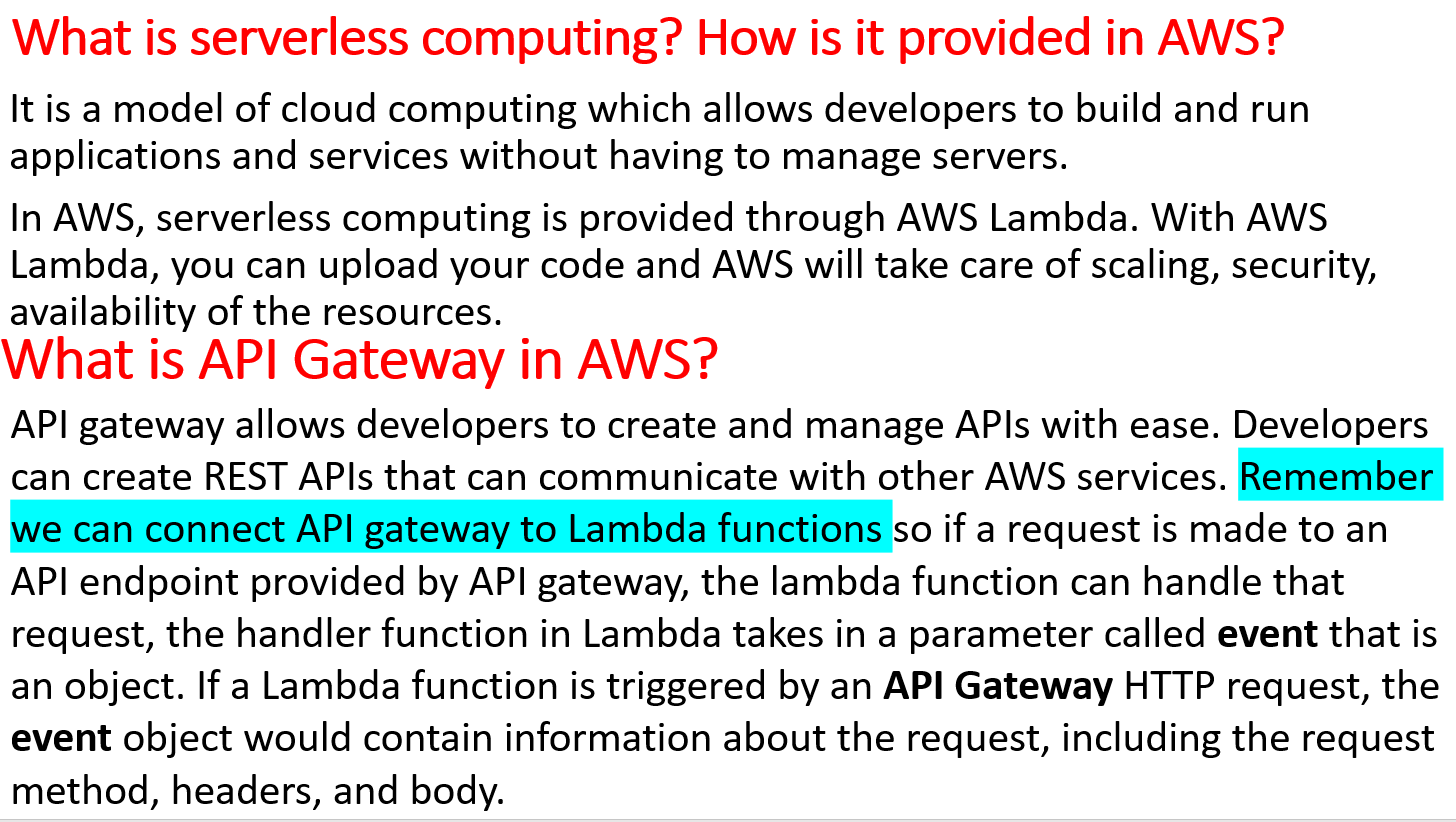 What is serverless computing? How is it provided in AWS?
It is a model of cloud computing which allows developers to build and run
applications and services without having to manage servers.
In AWS, serverless computing is provided through AWS Lambda. With AWS
Lambda, you can upload your code and AWS will take care of scaling, security,
availability of the resources.
What is API Gateway in AWS?
API gateway allows developers to create and manage APIs with ease. Developers
can create REST APIs that can communicate with other AWS services. Remember
we can connect API gateway to Lambda functions so if a request is made to an
API endpoint provided by API gateway, the lambda function can handle that
request, the handler function in Lambda takes in a parameter called event that is
an object. If a Lambda function is triggered by an API Gateway HTTP request, the
event object would contain information about the request, including the request
method, headers, and body.